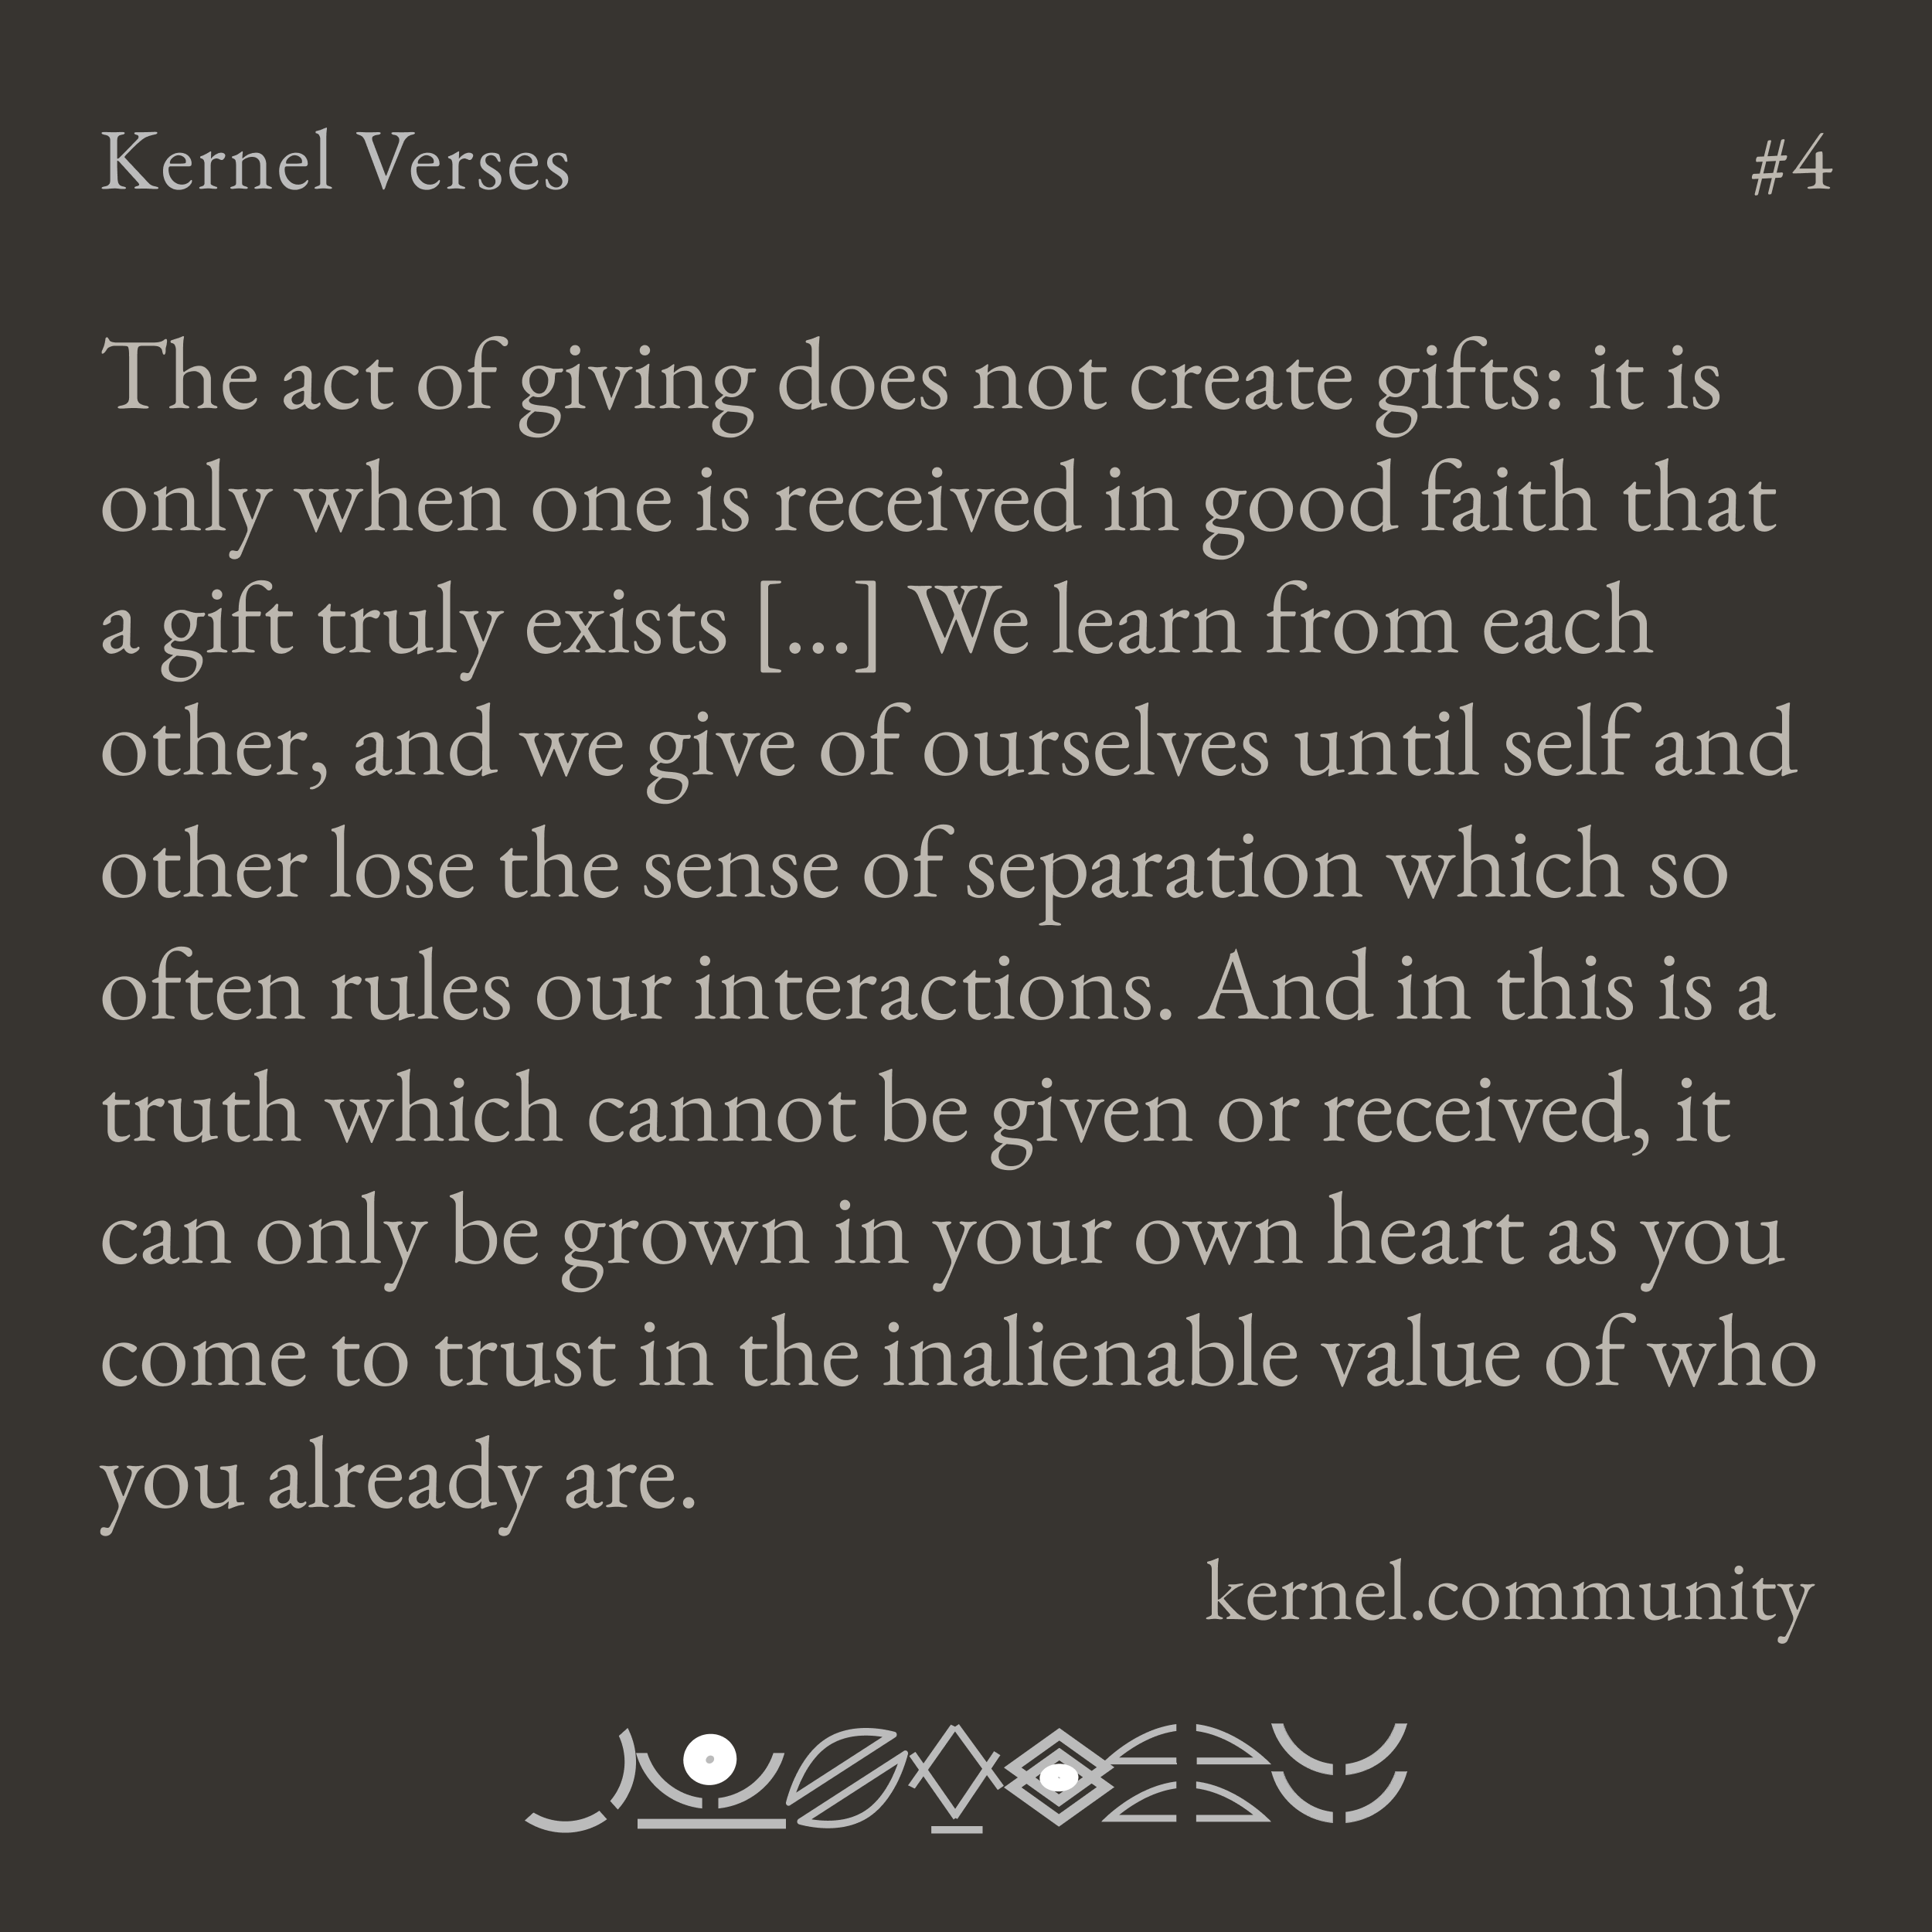 Kernel Verses #4
The act of giving does not create gifts: it is
only when one is received in good faith that
a gift truly exists [...] We learn from each
other, and we give of ourselves until self and
other lose the sense of separation which so
often rules our interactions. And in this is a
truth which cannot be given or received, it
can only be grown in your own heart as you
come to trust in the inalienable value of who
you already are.
kernel.community